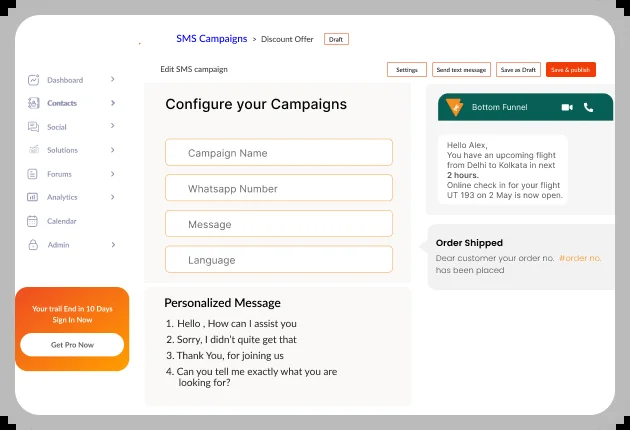 SMS Campaigns > Discount Offer Draft
Edit SMS campaign
Settings
Send text message
Save as Draft
Save & publish
Dashboard
Contacts
Social
Solutions
Forums
Analytics
Calendar
Admin
Your trail End in 10 Days
Sign In Now
Get Pro Now
Configure your Campaigns
Campaign Name
Whatsapp Number
Message
Language
Personalized Message
1. Hello , How can I assist you
2. Sorry, I didn't quite get that
3. Thank You, for joining us
4. Can you tell me exactly what you are
looking for?
Bottom Funnel
Hello Alex,
You have an upcoming flight
from Delhi to Kolkata in next
2 hours.
Online check in for your flight
UT 193 on 2 May is now open.
Order Shipped
Dear customer your order no. #order no.
has been placed